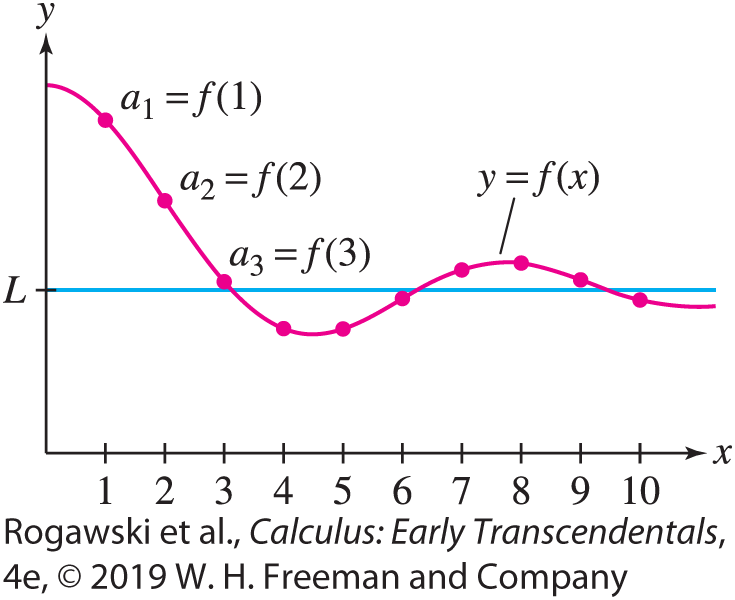 y
a₁ = f(1)
a₂ = f(2)
y = f(x)
a₃ = f(3)
L
x
1 2 3 4 5 6 7 8 9 10
Rogawski et al., Calculus: Early Transcendentals,
4e, © 2019 W. H. Freeman and Company